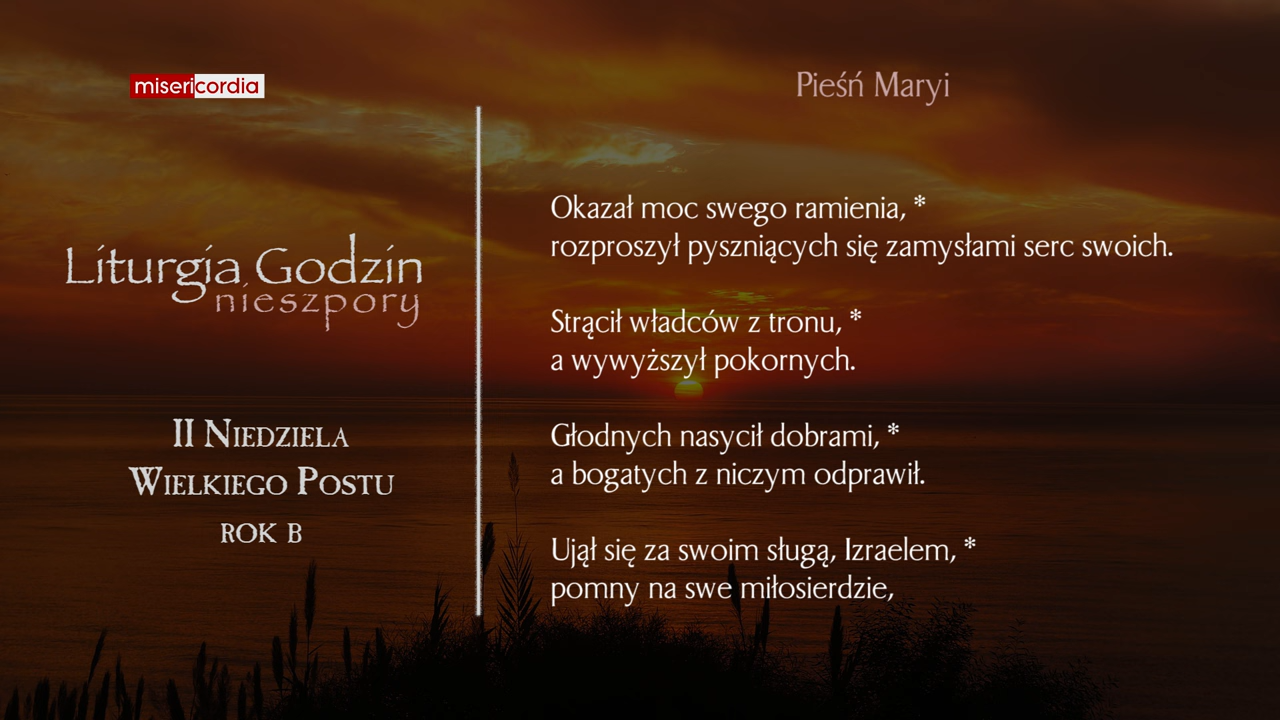 misericordia
Liturgia Godzin
nieszpory
II Niedziela
Wielkiego Postu
rok B
Pieśń Maryi
Okazał moc swego ramienia, *
rozproszył pyszniących się zamysłami serc swoich.
Strącił władców z tronu, *
a wywyższył pokornych.
Głodnych nasycił dobrami, *
a bogatych z niczym odprawił.
Ujął się za swoim sługą, Izraelem, *
pomny na swe miłosierdzie,